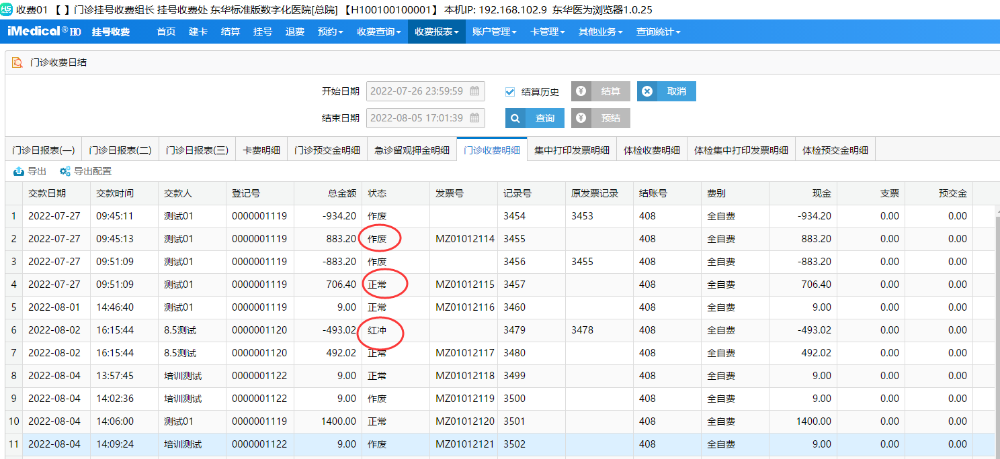 收费01 【 】门诊挂号收费组长 挂号收费处 东华标准版数字化医院[总院] 【H100100100001】 本机IP: 192.168.102.9 东华医为浏览器1.0.25
iMedical® HO 挂号收费 首页 建卡 结算 挂号 退费 预约 收费查询 收费报表 账户管理 卡管理 其他业务 查询统计
门诊收费日结
开始日期 2022-07-26 23:59:59 结算历史 ¥ 结算 取消
结束日期 2022-08-05 17:01:39 查询 ¥ 预结
门诊日报表(一) 门诊日报表(二) 门诊日报表(三) 卡费明细 门诊预交金明细 急诊留观押金明细 门诊收费明细 集中打印发票明细 体检收费明细 体检集中打印发票明细 体检预交金明细
导出 导出配置
交款日期 交款时间 交款人 登记号 总金额 状态 发票号 记录号 原发票记录 结账号 费别 现金 支票 预交金
1 2022-07-27 09:45:11 测试01 0000001119 -934.20 作废 3454 3453 408 全自费 -934.20 0.00 0.00
2 2022-07-27 09:45:13 测试01 0000001119 883.20 作废 MZ01012114 3455 408 全自费 883.20 0.00 0.00
3 2022-07-27 09:51:09 测试01 0000001119 -883.20 作废 3456 3455 408 全自费 -883.20 0.00 0.00
4 2022-07-27 09:51:09 测试01 0000001119 706.40 正常 MZ01012115 3457 408 全自费 706.40 0.00 0.00
5 2022-08-01 14:46:40 测试01 0000001119 9.00 正常 MZ01012116 3460 408 全自费 9.00 0.00 0.00
6 2022-08-02 16:15:44 8.5测试 0000001120 -493.02 红冲 3479 3478 408 全自费 -493.02 0.00 0.00
7 2022-08-02 16:15:44 8.5测试 0000001120 492.02 正常 MZ01012117 3480 408 全自费 492.02 0.00 0.00
8 2022-08-04 13:57:45 培训测试 0000001122 9.00 正常 MZ01012118 3499 408 全自费 9.00 0.00 0.00
9 2022-08-04 14:02:36 培训测试 0000001122 9.00 作废 MZ01012119 3500 408 全自费 9.00 0.00 0.00
10 2022-08-04 14:06:00 测试01 0000001119 1400.00 正常 MZ01012120 3501 408 全自费 1400.00 0.00 0.00
11 2022-08-04 14:09:24 培训测试 0000001122 9.00 作废 MZ01012121 3502 408 全自费 9.00 0.00 0.00